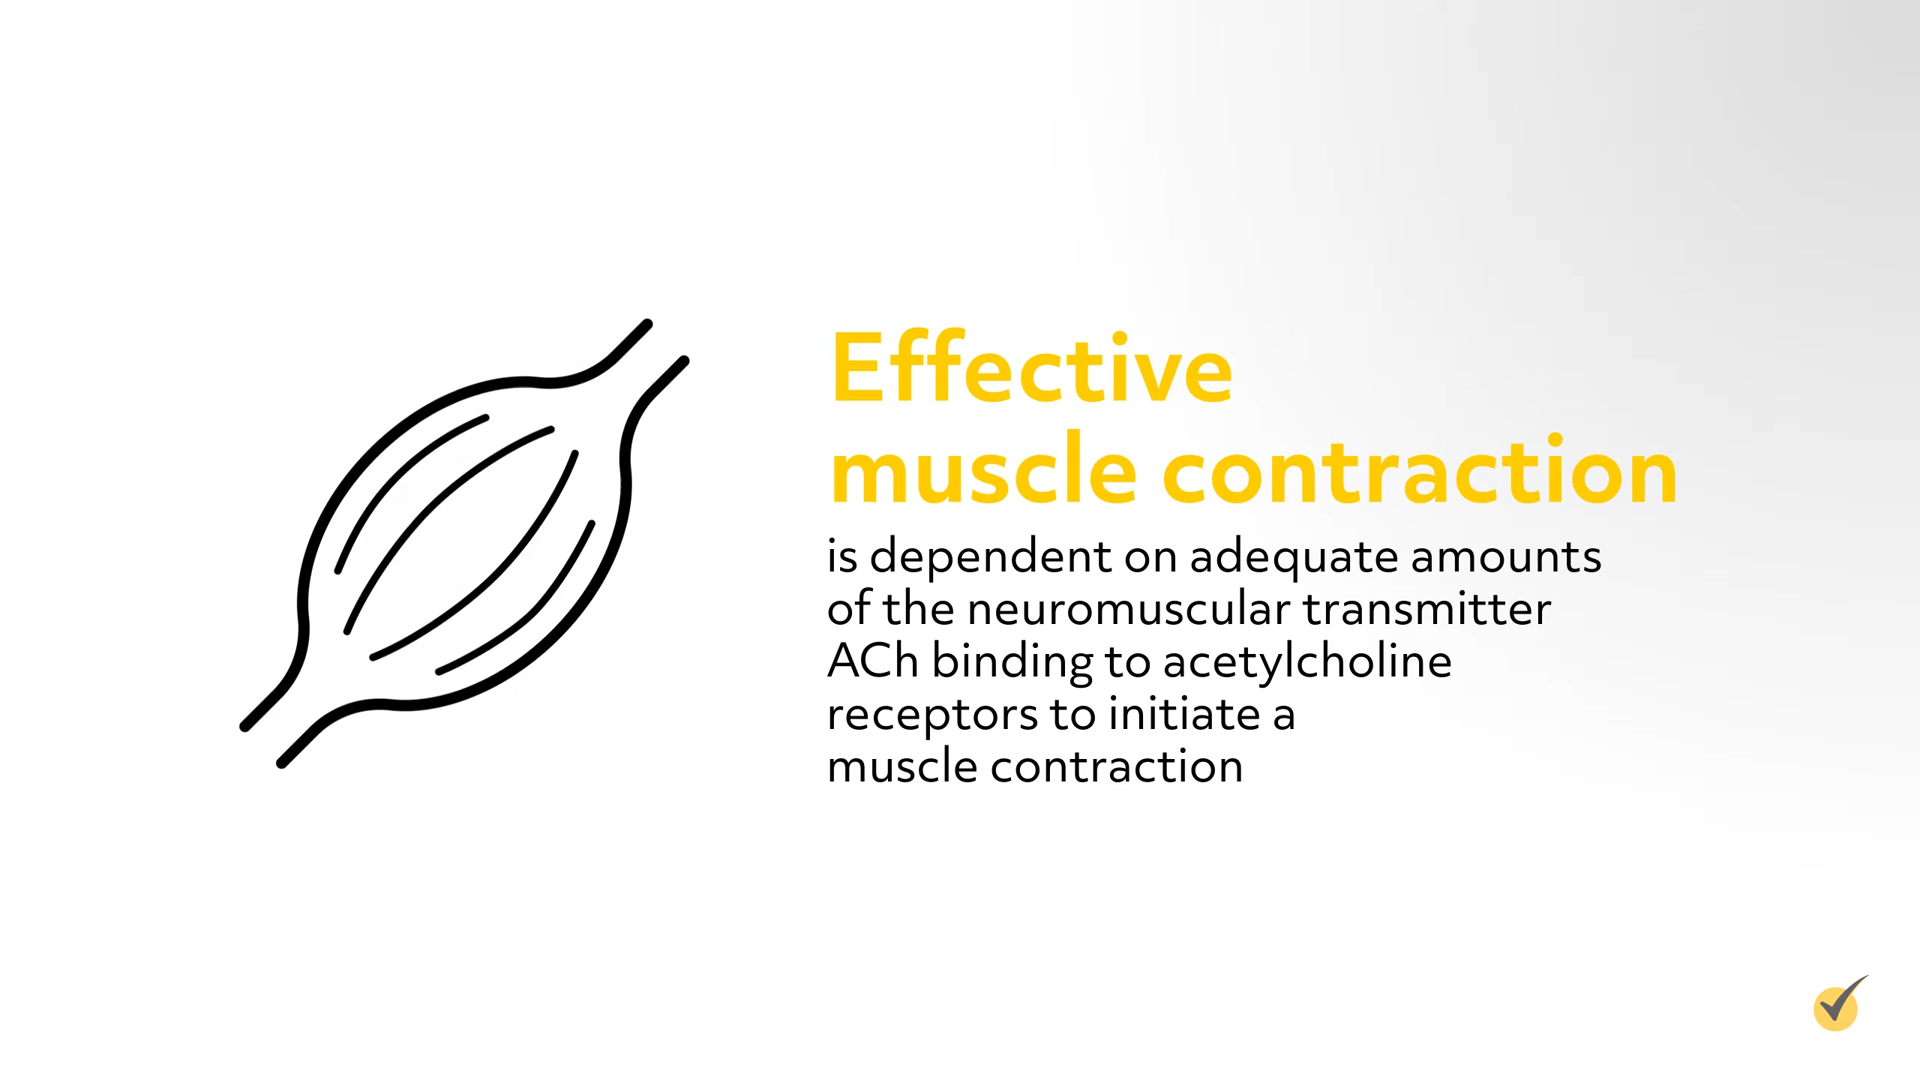 Effective
muscle contraction
is dependent on adequate amounts
of the neuromuscular transmitter
ACh binding to acetylcholine
receptors to initiate a
muscle contraction